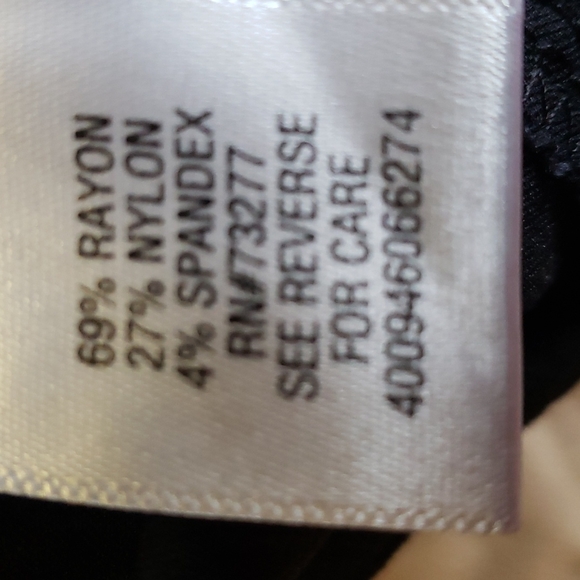 69% RAYON
27% NYLON
4% SPANDEX
RN#73277
SEE REVERSE
FOR CARE
400946066274